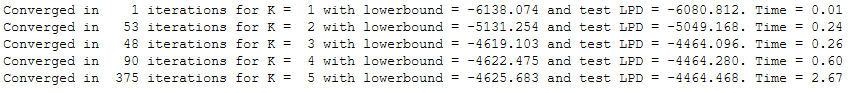 Converged in    1 iterations for K =  1 with lowerbound = -6138.074 and test LPD = -6080.812. Time = 0.01
Converged in   53 iterations for K =  2 with lowerbound = -5131.254 and test LPD = -5049.168. Time = 0.24
Converged in   48 iterations for K =  3 with lowerbound = -4619.103 and test LPD = -4464.096. Time = 0.26
Converged in   90 iterations for K =  4 with lowerbound = -4622.475 and test LPD = -4464.280. Time = 0.60
Converged in  375 iterations for K =  5 with lowerbound = -4625.683 and test LPD = -4464.468. Time = 2.67